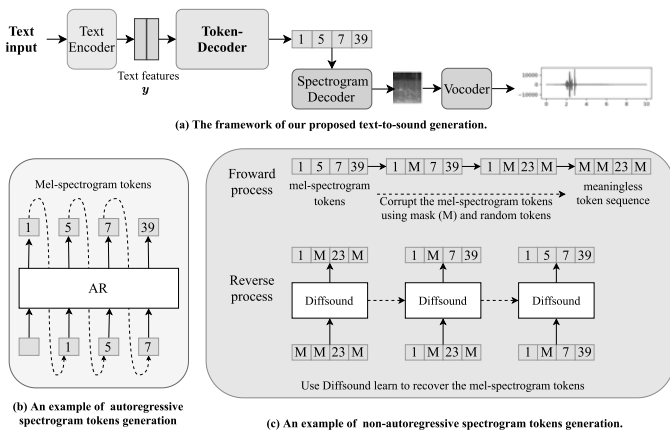 Text input
Text Encoder
Text features
y
Token-Decoder
1 5 7 39
Spectrogram Decoder
Vocoder
10000
0
−10000
0 2 4 6 8 10
(a) The framework of our proposed text-to-sound generation.
Mel-spectrogram tokens
1 5 7 39
AR
1 5 7
(b) An example of autoregressive
spectrogram tokens generation
Froward
process
1 5 7 39
1 M 7 39
1 M 23 M
M M 23 M
mel-spectrogram
tokens
Corrupt the mel-spectrogram tokens
using mask (M) and random tokens
meaningless
token sequence
Reverse
process
1 M 23 M
1 M 7 39
1 5 7 39
Diffsound
Diffsound
Diffsound
M M 23 M
1 M 23 M
1 M 7 39
Use Diffsound learn to recover the mel-spectrogram tokens
(c) An example of non-autoregressive spectrogram tokens generation.